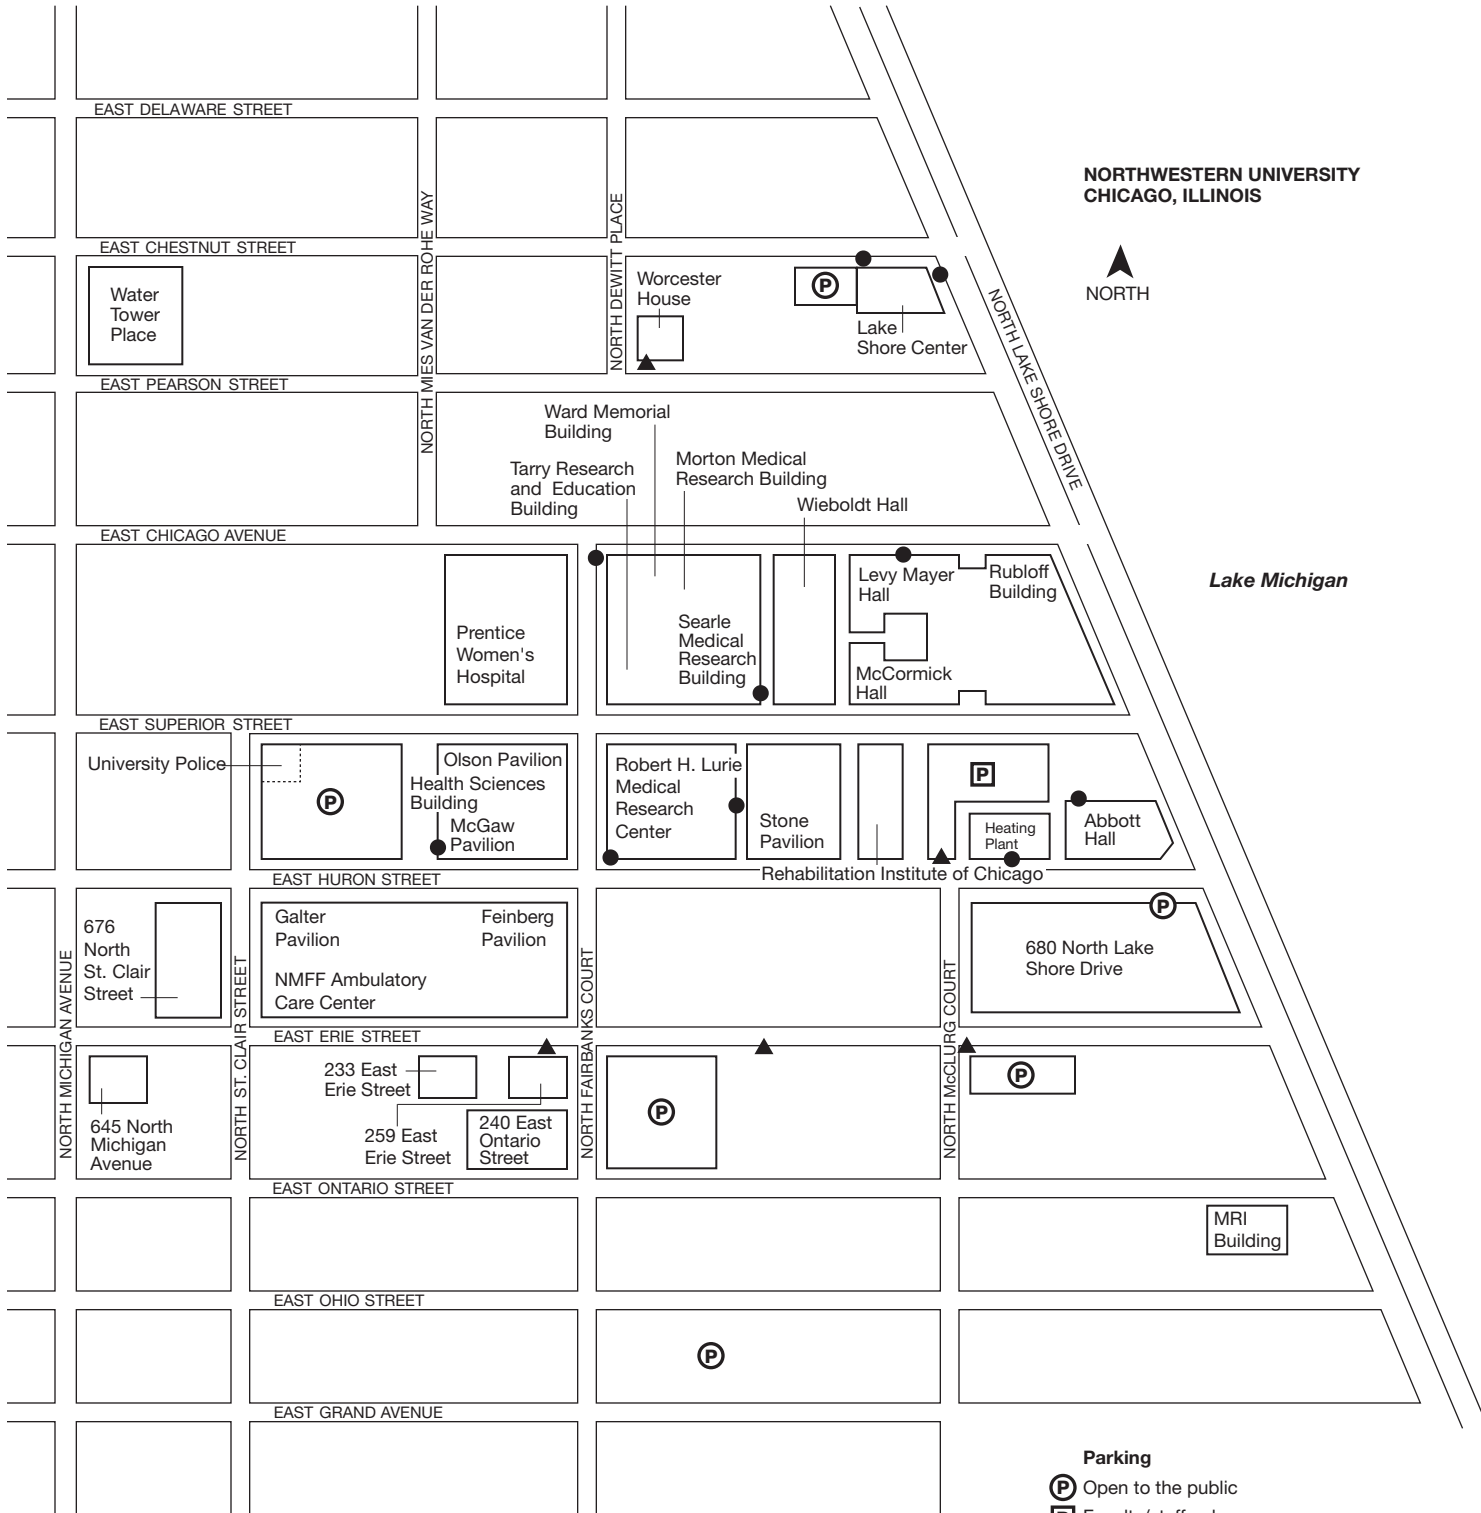 EAST DELAWARE STREET
NORTHWESTERN UNIVERSITY
CHICAGO, ILLINOIS
NORTH
NORTH MIES VAN DER ROHE WAY
NORTH DEWITT PLACE
EAST CHESTNUT STREET
Water
Tower
Place
Worcester
House
P
Lake
Shore Center
NORTH LAKE SHORE DRIVE
EAST PEARSON STREET
Ward Memorial
Building
Tarry Research
and Education
Building
Morton Medical
Research Building
Wieboldt Hall
EAST CHICAGO AVENUE
Lake Michigan
Prentice
Women's
Hospital
Searle
Medical
Research
Building
Levy Mayer
Hall
Rubloff
Building
McCormick
Hall
EAST SUPERIOR STREET
University Police
P
Olson Pavilion
Health Sciences
Building
McGaw
Pavilion
Robert H. Lurie
Medical
Research
Center
Stone
Pavilion
P
Heating
Plant
Abbott
Hall
Rehabilitation Institute of Chicago
EAST HURON STREET
676
North
St. Clair
Street
Galter
Pavilion
Feinberg
Pavilion
NMFF Ambulatory
Care Center
P
680 North Lake
Shore Drive
NORTH MICHIGAN AVENUE
NORTH ST. CLAIR STREET
NORTH FAIRBANKS COURT
NORTH McCLURG COURT
EAST ERIE STREET
645 North
Michigan
Avenue
233 East
Erie Street
259 East
Erie Street
240 East
Ontario
Street
P
P
EAST ONTARIO STREET
MRI
Building
EAST OHIO STREET
P
EAST GRAND AVENUE
Parking
P Open to the public